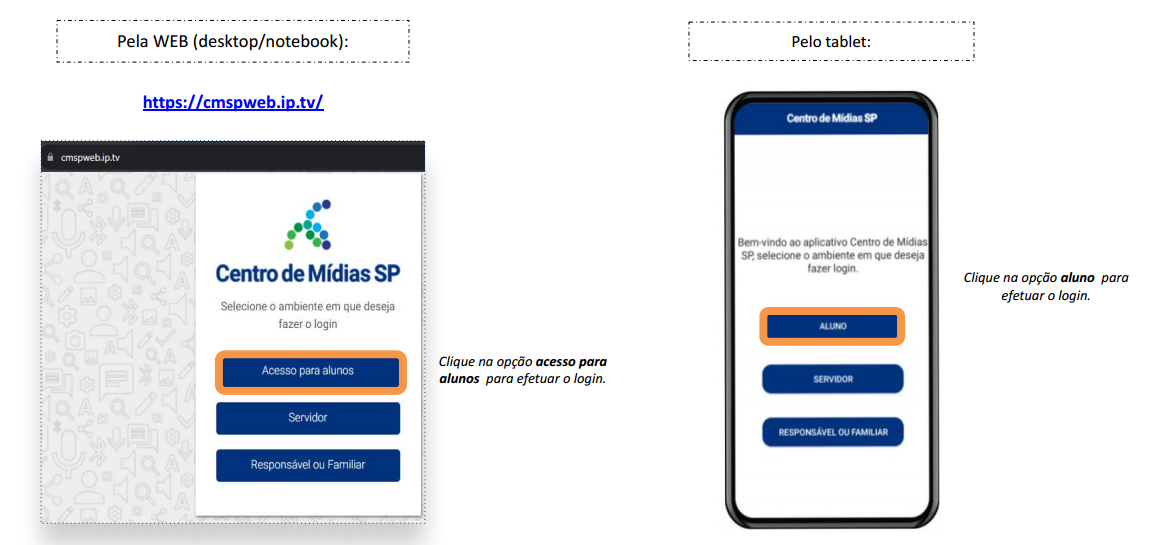 Pela WEB (desktop/notebook):
https://cmspweb.ip.tv/
cmspweb.ip.tv
Centro de Mídias SP
Selecione o ambiente em que deseja
fazer o login
Acesso para alunos
Servidor
Responsável ou Familiar
Clique na opção acesso para
alunos para efetuar o login.
Pelo tablet:
Centro de Mídias SP
Bem-vindo ao aplicativo Centro de Mídias
SP, selecione o ambiente em que deseja
fazer login.
ALUNO
SERVIDOR
RESPONSÁVEL OU FAMILIAR
Clique na opção aluno para
efetuar o login.